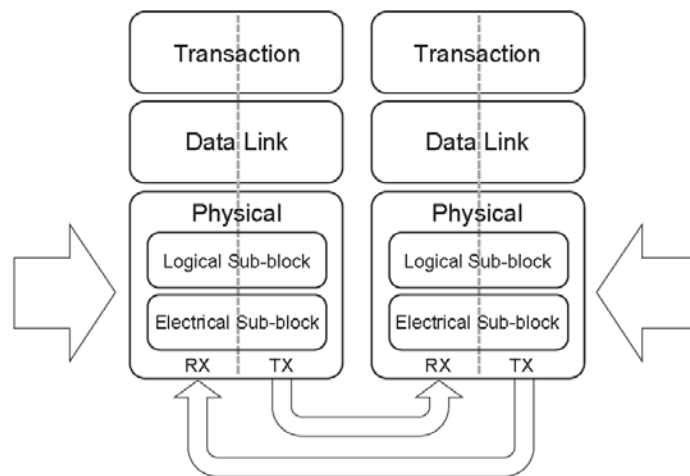 Transaction
Data Link
Physical
Logical Sub-block
Electrical Sub-block
RX TX
Transaction
Data Link
Physical
Logical Sub-block
Electrical Sub-block
RX TX